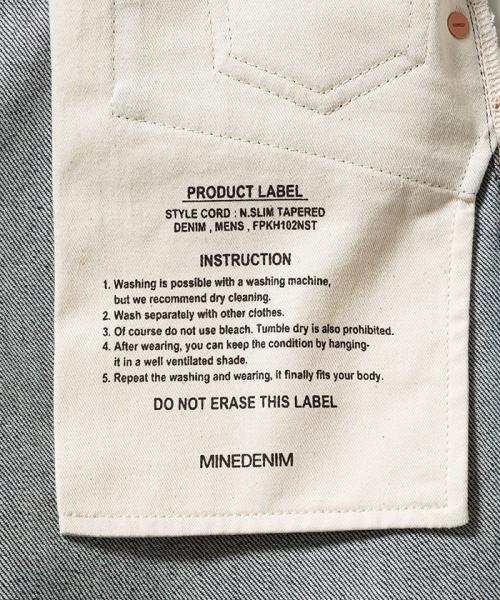 PRODUCT LABEL
STYLE CORD : N.SLIM TAPERED
DENIM , MENS , FPKH102NST
INSTRUCTION
1. Washing is possible with a washing machine,
but we recommend dry cleaning.
2. Wash separately with other clothes.
3. Of course do not use bleach. Tumble dry is also prohibited.
4. After wearing, you can keep the condition by hanging-
it in a well ventilated shade.
5. Repeat the washing and wearing, it finally fits your body.
DO NOT ERASE THIS LABEL
MINEDENIM